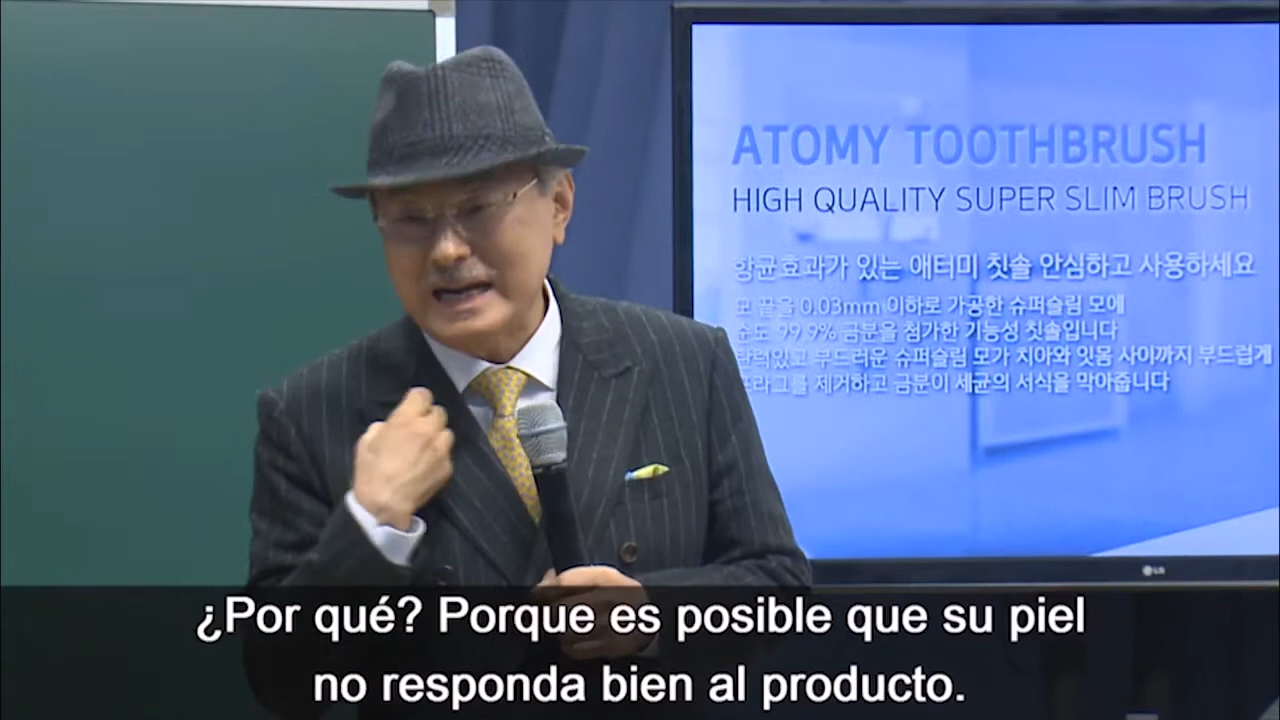 ATOMY TOOTHBRUSH
HIGH QUALITY SUPER SLIM BRUSH
항균효과가 있는 애터미 칫솔 안심하고 사용하세요
모 끝을 0.03mm 이하로 가공한 슈퍼슬림 모에
순도 99.9% 금분을 첨가한 기능성 칫솔입니다
탄력있고 부드러운 슈퍼슬림 모가 치아와 잇몸 사이까지 부드럽게
프라그를 제거하고 금분이 세균의 서식을 막아줍니다
LG
¿Por qué? Porque es posible que su piel
no responda bien al producto.